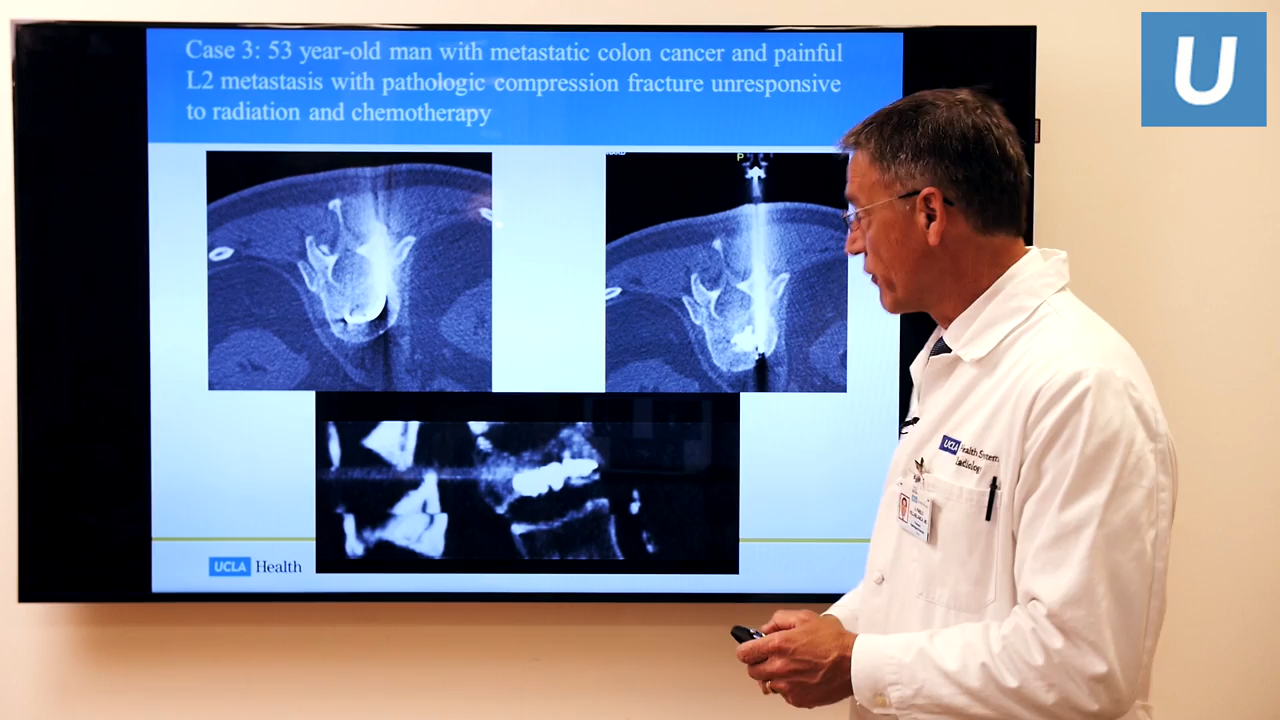 Case 3: 53 year-old man with metastatic colon cancer and painful
L2 metastasis with pathologic compression fracture unresponsive
to radiation and chemotherapy
P
UCLA Health
U
UCLA Health System
Radiology